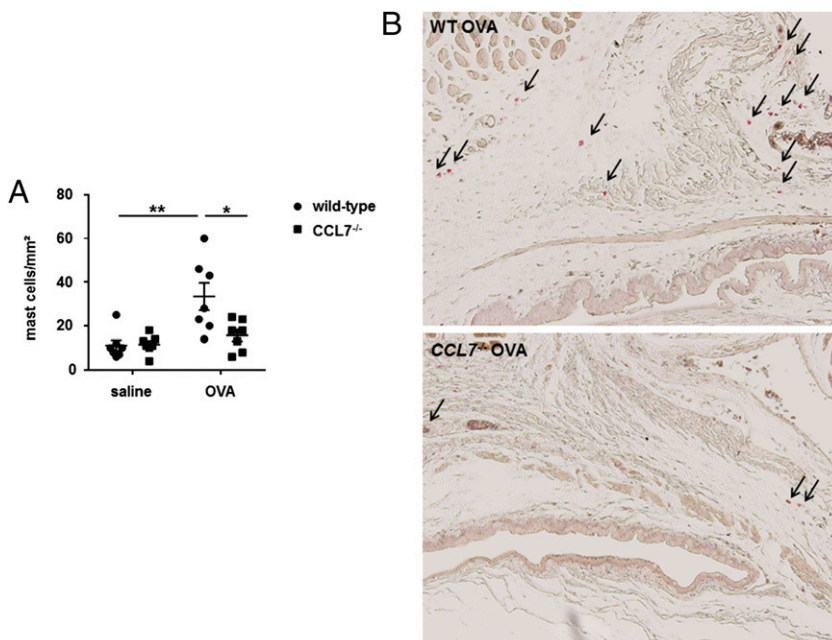 A
80
60
40
20
0
mast cells/mm²
** *
wild-type
CCL7-/-
saline OVA
B
WT OVA
CCL7-/- OVA